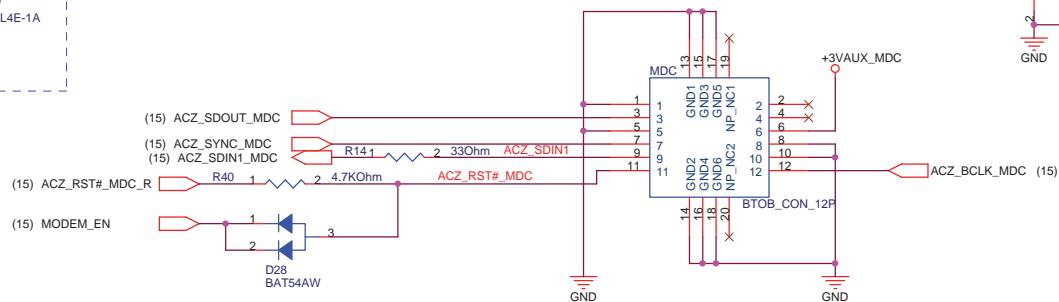 L4E-1A
2
GND
+3VAUX_MDC
MDC
13 15 17 19
GND1 GND3 GND5 NP_NC1
1 1 2 2
(15) ACZ_SDOUT_MDC 3 3 4 4
5 5 6 6
(15) ACZ_SYNC_MDC 7 7 8 8
(15) ACZ_SDIN1_MDC R14 1 2 33Ohm ACZ_SDIN1 9 9 10 10
11 11 12 12 ACZ_BCLK_MDC (15)
(15) ACZ_RST#_MDC_R R40 1 2 4.7KOhm ACZ_RST#_MDC
GND2 GND4 GND6 NP_NC2
14 16 18 20
BTOB_CON_12P
(15) MODEM_EN 1
2 3
D28
BAT54AW
GND
GND